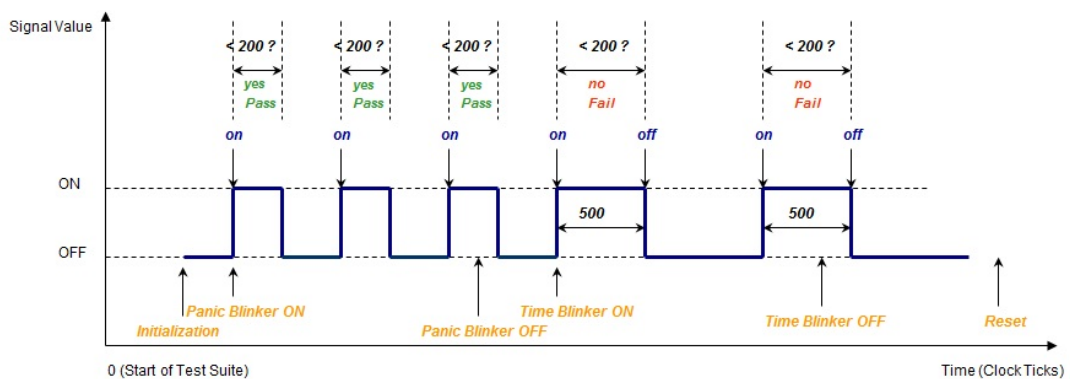 Signal Value
< 200 ? < 200 ? < 200 ? < 200 ? < 200 ?
yes yes yes no no
Pass Pass Pass Fail Fail
on on on on off on off
ON
500 500
OFF
Panic Blinker ON Time Blinker ON
Initialization Panic Blinker OFF Time Blinker OFF Reset
0 (Start of Test Suite) Time (Clock Ticks)